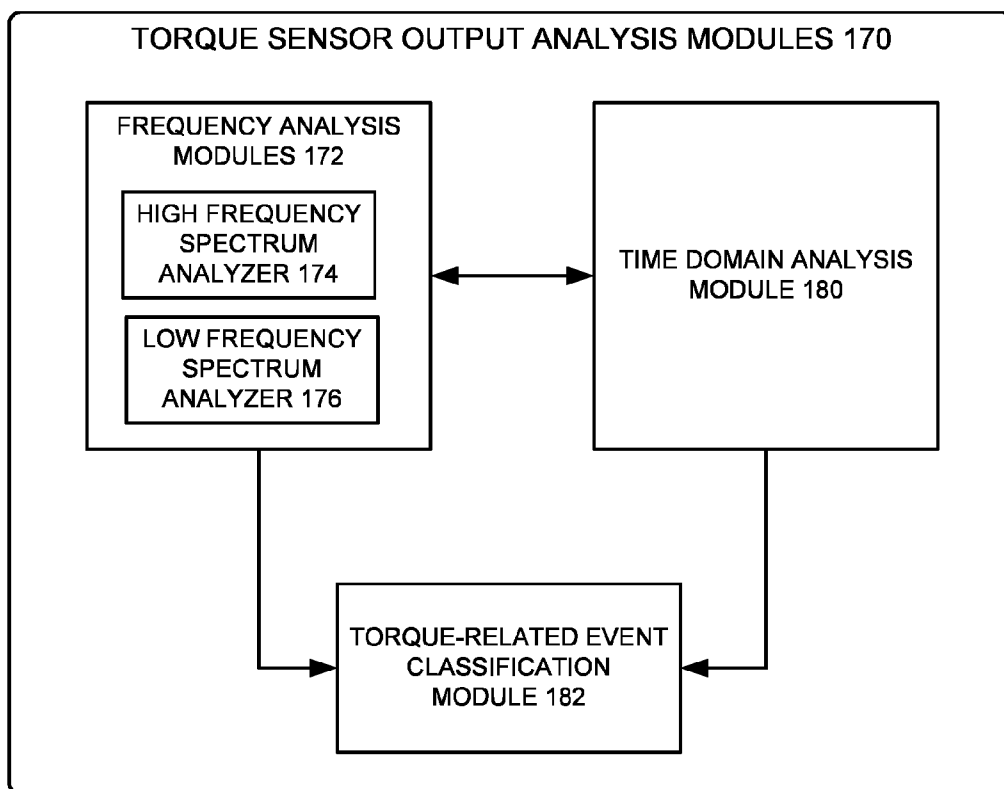 TORQUE SENSOR OUTPUT ANALYSIS MODULES 170
FREQUENCY ANALYSIS
MODULES 172
HIGH FREQUENCY
SPECTRUM
ANALYZER 174
LOW FREQUENCY
SPECTRUM
ANALYZER 176
TIME DOMAIN ANALYSIS
MODULE 180
TORQUE-RELATED EVENT
CLASSIFICATION
MODULE 182